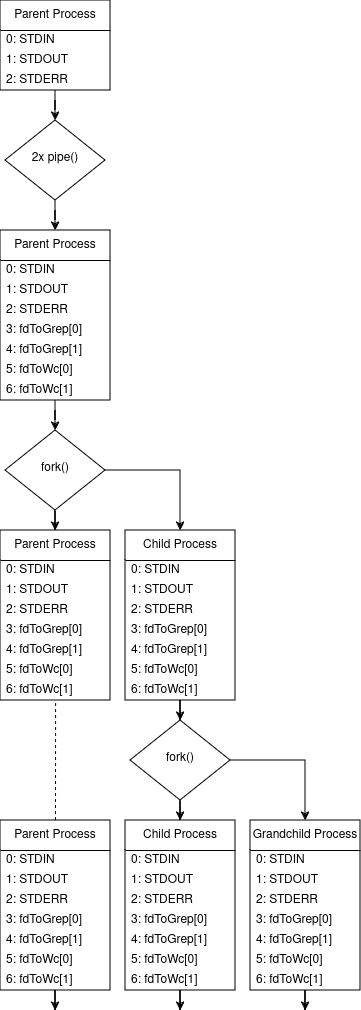 Parent Process
0: STDIN
1: STDOUT
2: STDERR
2x pipe()
Parent Process
0: STDIN
1: STDOUT
2: STDERR
3: fdToGrep[0]
4: fdToGrep[1]
5: fdToWc[0]
6: fdToWc[1]
fork()
Parent Process
0: STDIN
1: STDOUT
2: STDERR
3: fdToGrep[0]
4: fdToGrep[1]
5: fdToWc[0]
6: fdToWc[1]
Child Process
0: STDIN
1: STDOUT
2: STDERR
3: fdToGrep[0]
4: fdToGrep[1]
5: fdToWc[0]
6: fdToWc[1]
fork()
Parent Process
0: STDIN
1: STDOUT
2: STDERR
3: fdToGrep[0]
4: fdToGrep[1]
5: fdToWc[0]
6: fdToWc[1]
Child Process
0: STDIN
1: STDOUT
2: STDERR
3: fdToGrep[0]
4: fdToGrep[1]
5: fdToWc[0]
6: fdToWc[1]
Grandchild Process
0: STDIN
1: STDOUT
2: STDERR
3: fdToGrep[0]
4: fdToGrep[1]
5: fdToWc[0]
6: fdToWc[1]